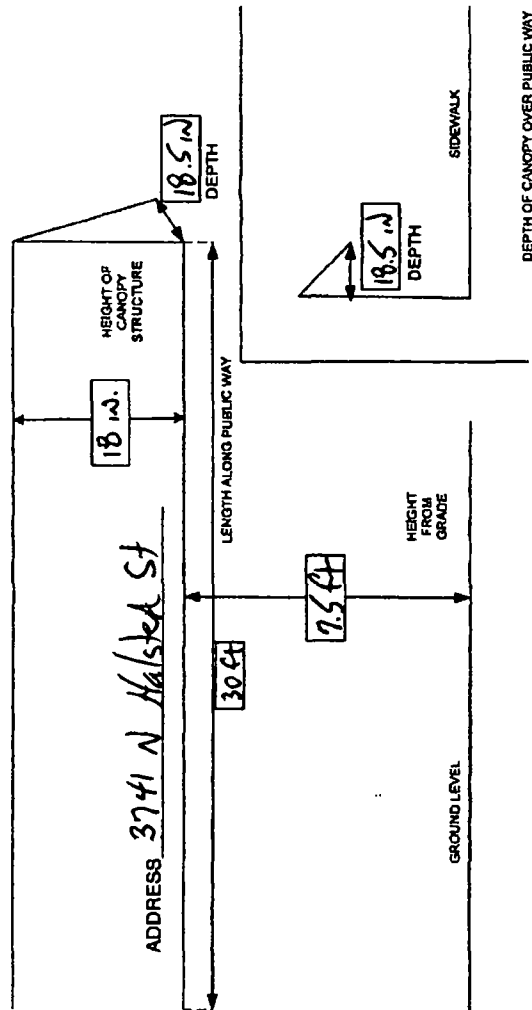 ADDRESS 3741 N Halsted St
18 in.
HEIGHT OF
CANOPY
STRUCTURE
18.5 in
DEPTH
30 ft
LENGTH ALONG PUBLIC WAY
7.5 ft
HEIGHT
FROM
GRADE
GROUND LEVEL
18.5 in
DEPTH
SIDEWALK
DEPTH OF CANOPY OVER PUBLIC WAY